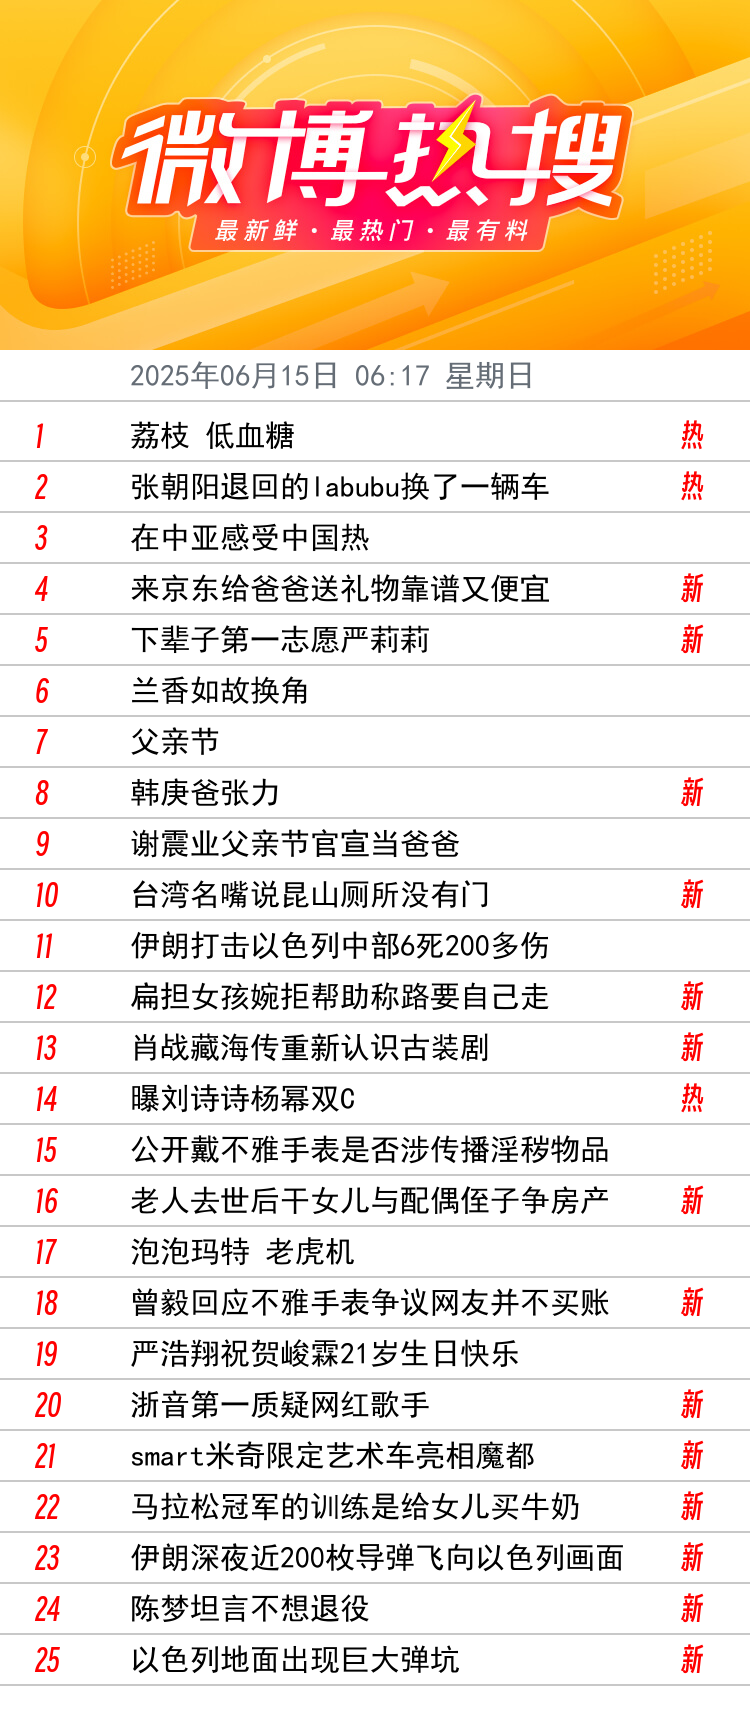 微博热搜
最新鲜·最热门·最有料
2025年06月15日 06:17 星期日
1 荔枝 低血糖 热
2 张朝阳退回的labubu换了一辆车 热
3 在中亚感受中国热
4 来京东给爸爸送礼物靠谱又便宜 新
5 下辈子第一志愿严莉莉 新
6 兰香如故换角
7 父亲节
8 韩庚爸张力 新
9 谢震业父亲节官宣当爸爸
10 台湾名嘴说昆山厕所没有门 新
11 伊朗打击以色列中部6死200多伤
12 扁担女孩婉拒帮助称路要自己走 新
13 肖战藏海传重新认识古装剧 新
14 曝刘诗诗杨幂双C 热
15 公开戴不雅手表是否涉传播淫秽物品
16 老人去世后干女儿与配偶侄子争房产 新
17 泡泡玛特 老虎机
18 曾毅回应不雅手表争议网友并不买账 新
19 严浩翔祝贺峻霖21岁生日快乐
20 浙音第一质疑网红歌手 新
21 smart米奇限定艺术车亮相魔都 新
22 马拉松冠军的训练是给女儿买牛奶 新
23 伊朗深夜近200枚导弹飞向以色列画面 新
24 陈梦坦言不想退役 新
25 以色列地面出现巨大弹坑 新